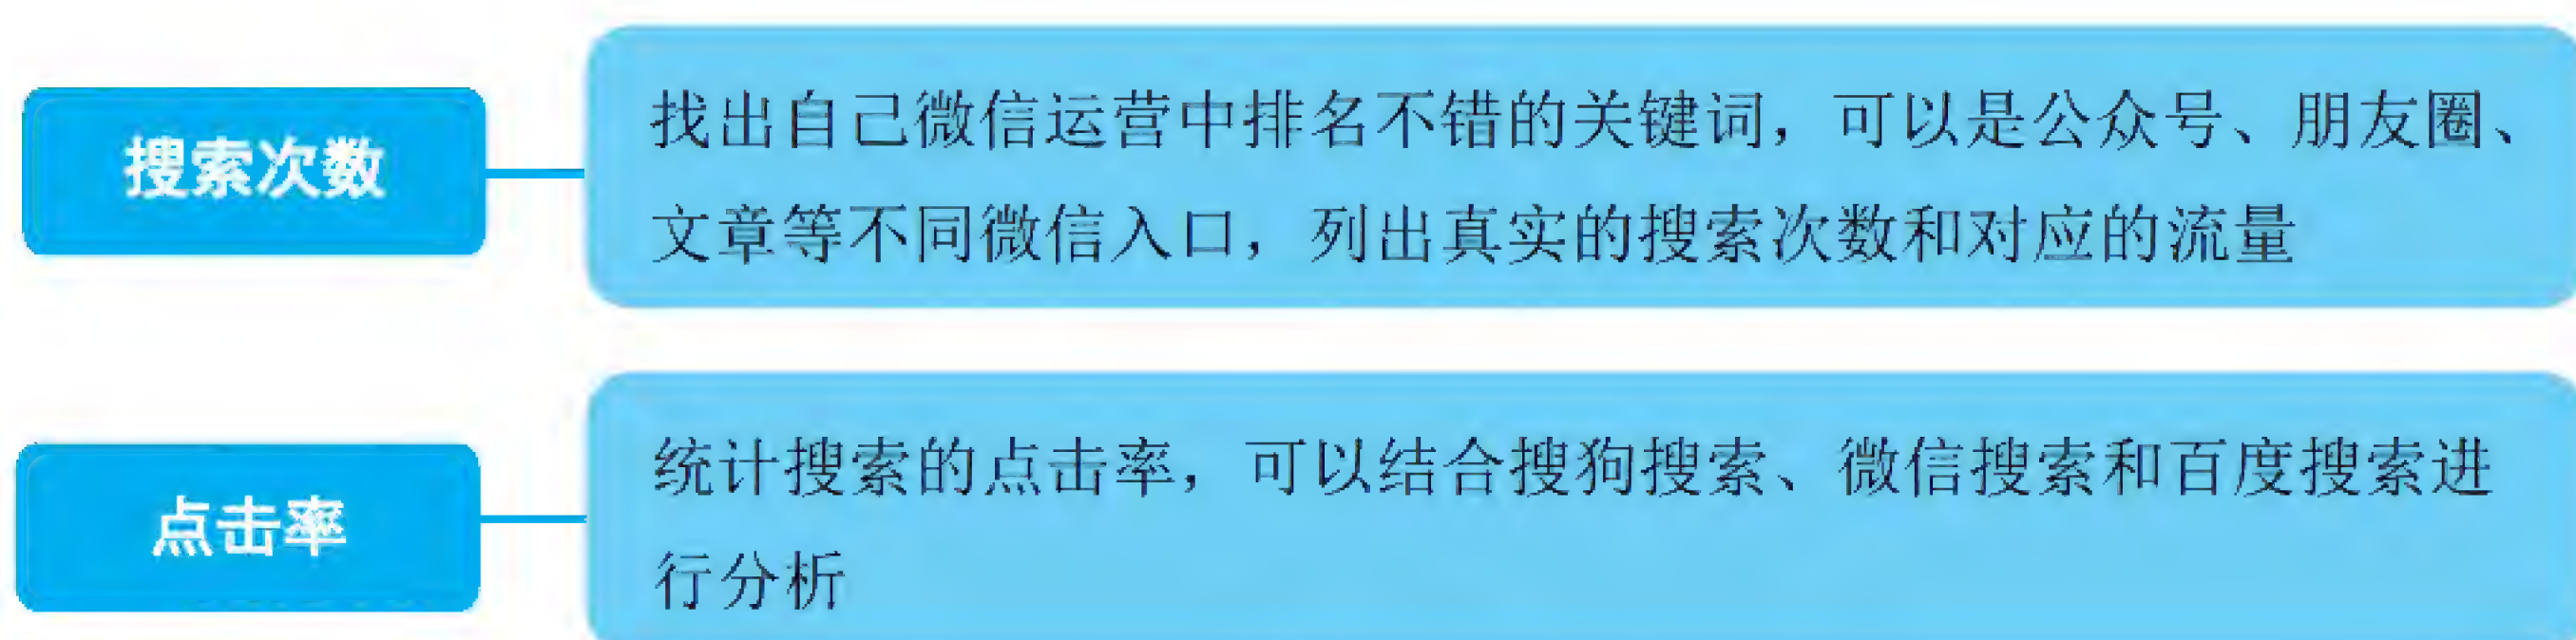 搜索次数
找出自己微信运营中排名不错的关键词，可以是公众号、朋友圈、
文章等不同微信入口，列出真实的搜索次数和对应的流量
点击率
统计搜索的点击率，可以结合搜狗搜索、微信搜索和百度搜索进
行分析